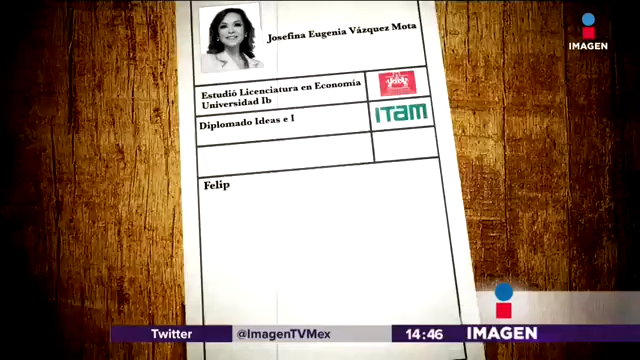 IMAGEN
Josefina Eugenia Vázquez Mota
Estudió Licenciatura en Economía
Universidad Ib
Diplomado Ideas e I
ITAM
Felip
IMAGEN
Twitter
@ImagenTVMex
14:46